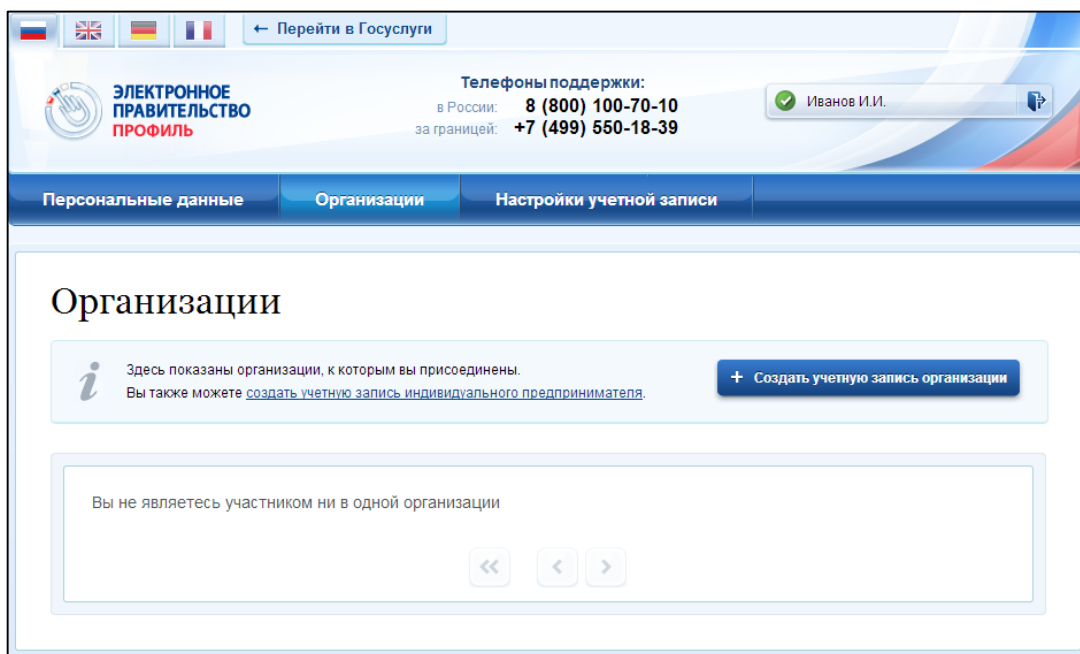 ← Перейти в Госуслуги
ЭЛЕКТРОННОЕ
ПРАВИТЕЛЬСТВО
ПРОФИЛЬ
Телефоны поддержки:
в России: 8 (800) 100-70-10
за границей: +7 (499) 550-18-39
Иванов И.И.
Персональные данные Организации Настройки учетной записи
Организации
Здесь показаны организации, к которым вы присоединены.
Вы также можете создать учетную запись индивидуального предпринимателя.
+ Создать учетную запись организации
Вы не являетесь участником ни в одной организации